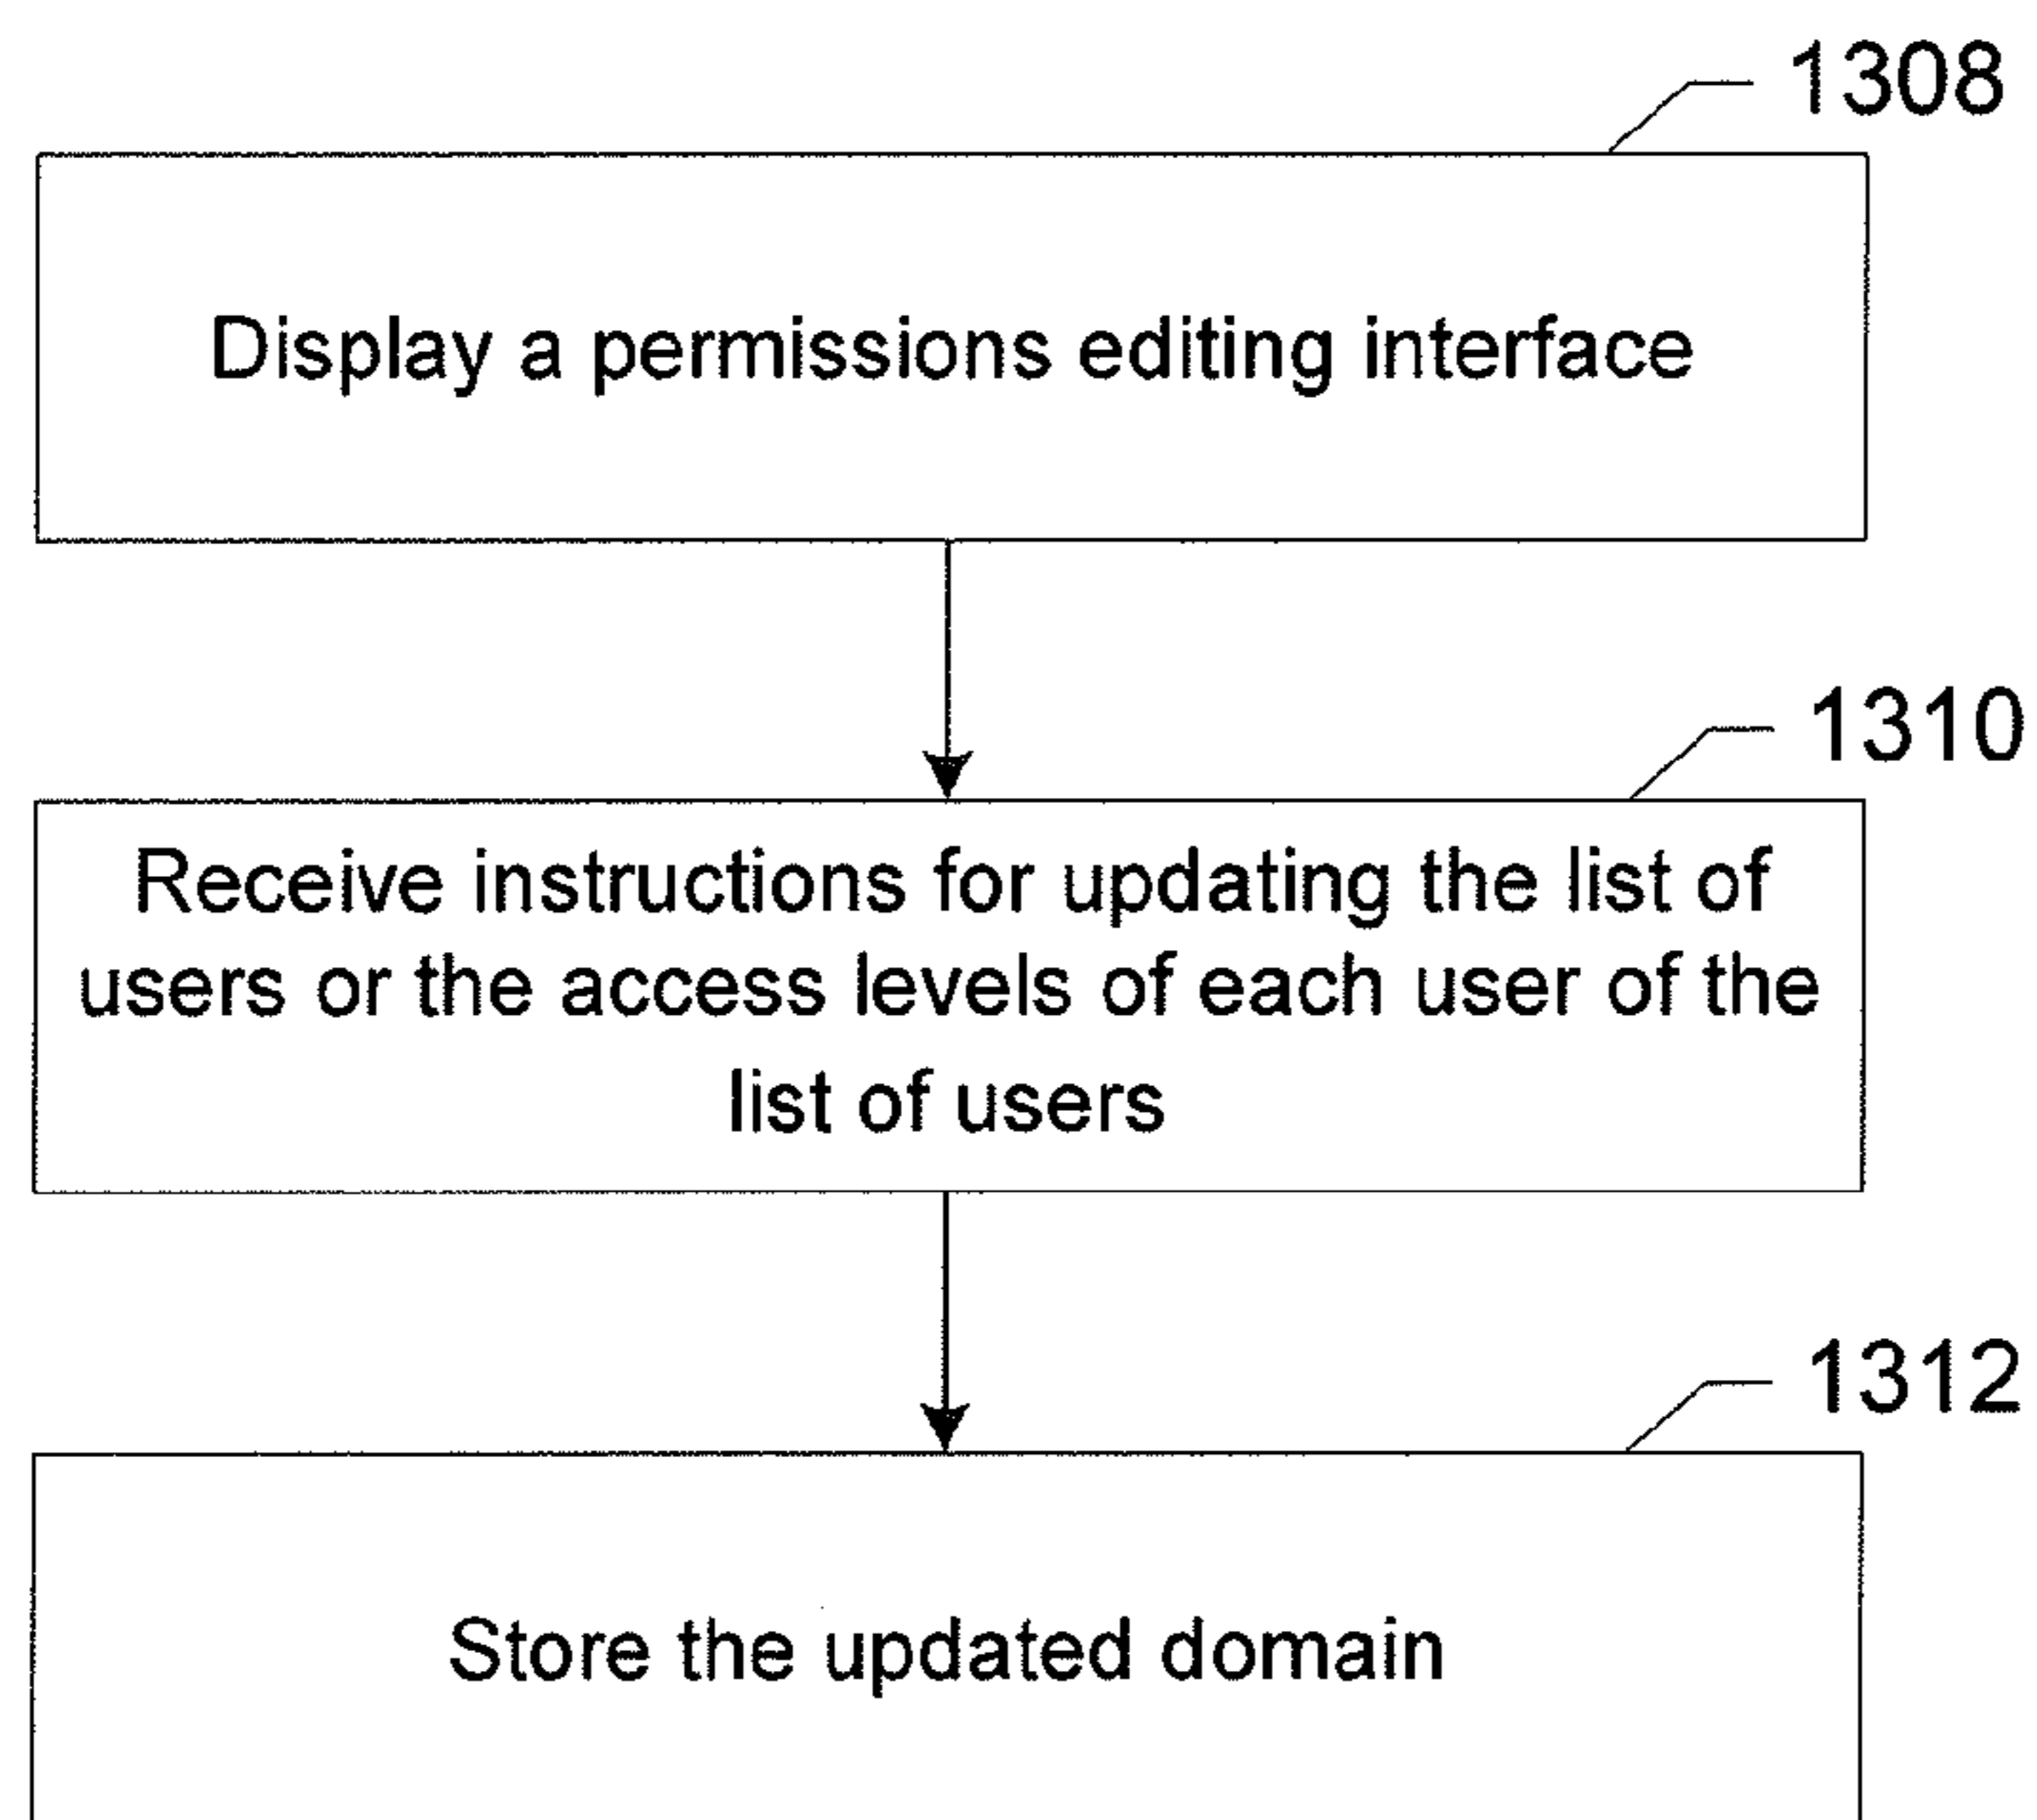 1308
Display a permissions editing interface
1310
Receive instructions for updating the list of
users or the access levels of each user of the
list of users
1312
Store the updated domain